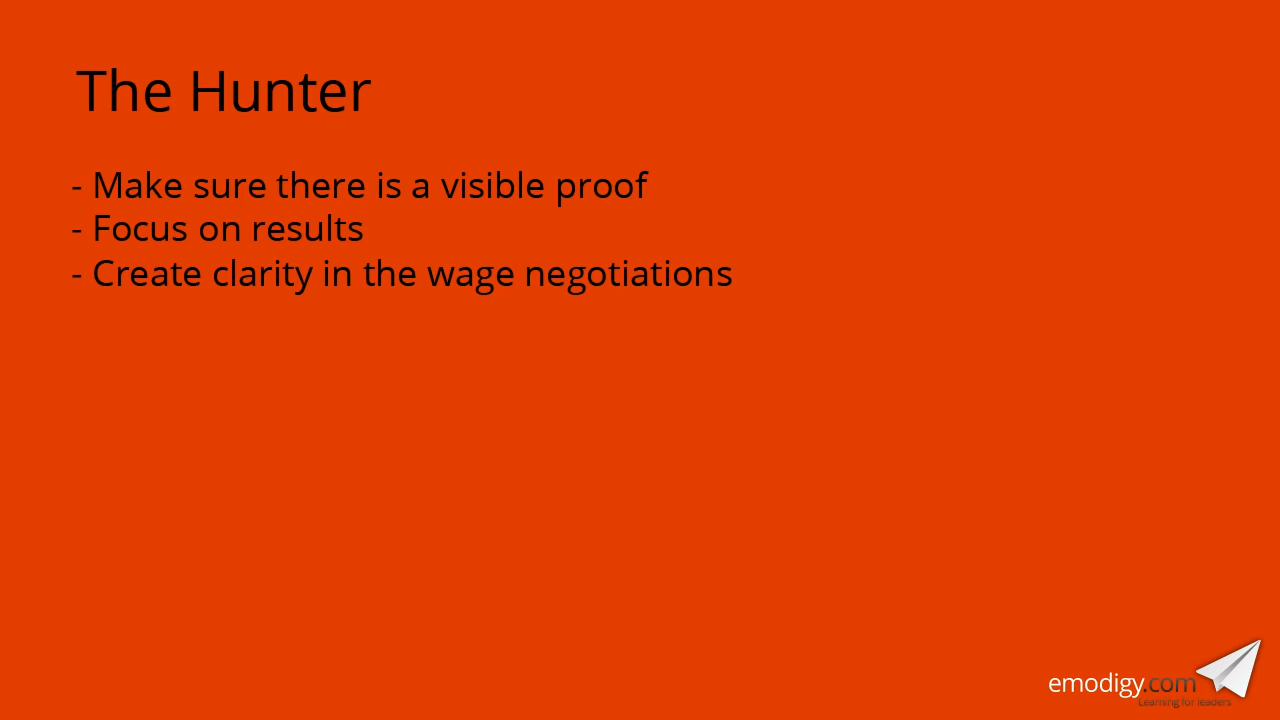 The Hunter
- Make sure there is a visible proof
- Focus on results
- Create clarity in the wage negotiations
emodigy.com
Learning for leaders